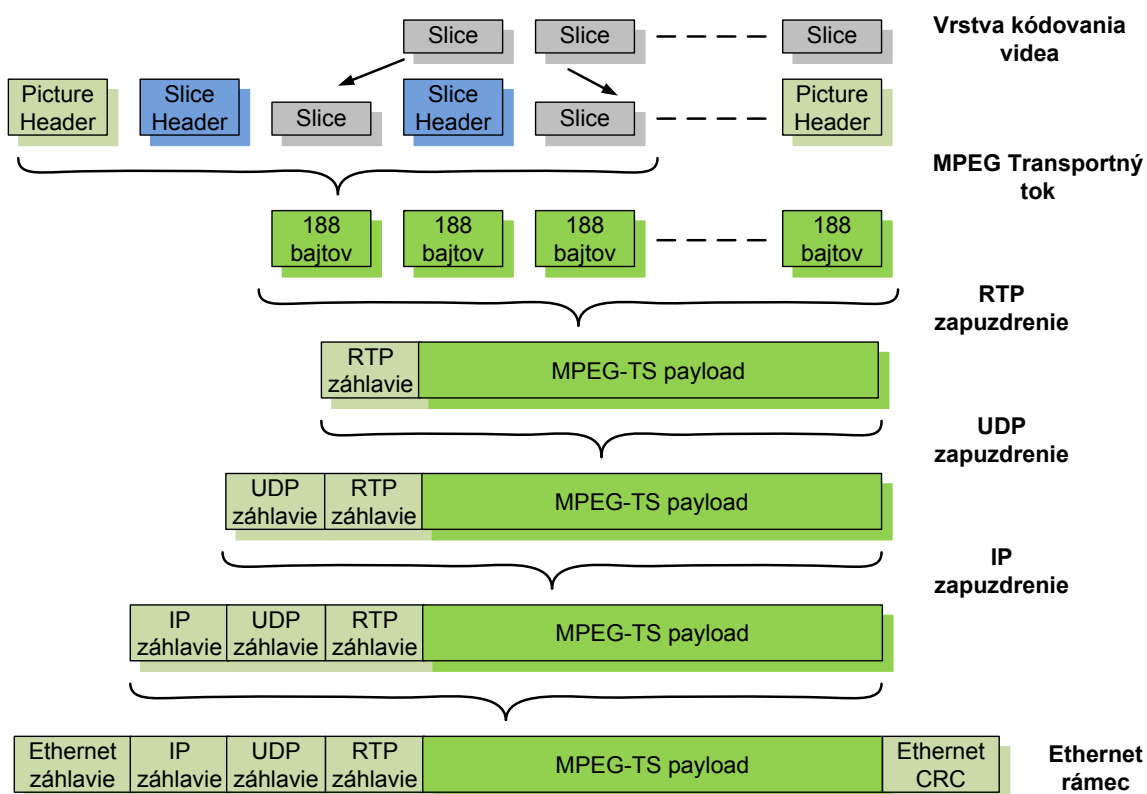 Slice
Slice
Slice
Vrstva kódovania
videa
Picture
Header
Slice
Header
Slice
Slice
Header
Slice
Picture
Header
MPEG Transportný
tok
188
bajtov
188
bajtov
188
bajtov
188
bajtov
RTP
zapuzdrenie
RTP
záhlavie
MPEG-TS payload
UDP
zapuzdrenie
UDP
záhlavie
RTP
záhlavie
MPEG-TS payload
IP
zapuzdrenie
IP
záhlavie
UDP
záhlavie
RTP
záhlavie
MPEG-TS payload
Ethernet
záhlavie
IP
záhlavie
UDP
záhlavie
RTP
záhlavie
MPEG-TS payload
Ethernet
CRC
Ethernet
rámec